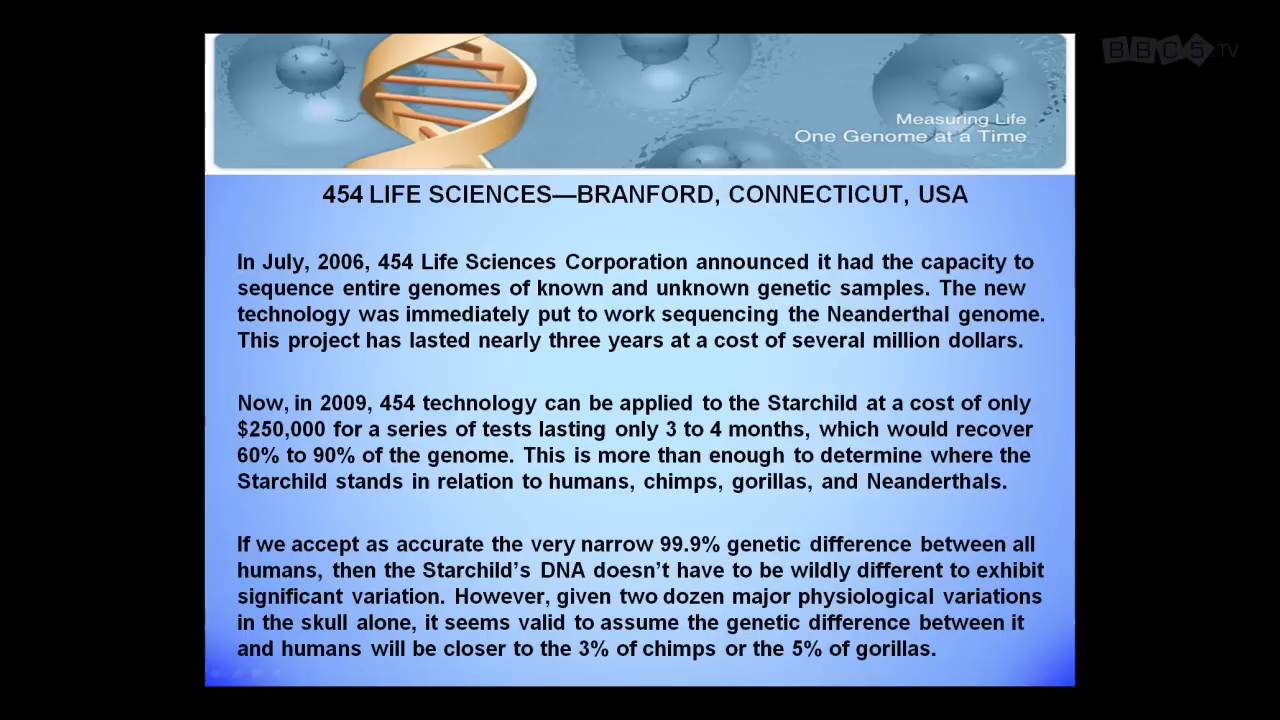 BBC5.TV
Measuring Life
One Genome at a Time
454 LIFE SCIENCES—BRANFORD, CONNECTICUT, USA
In July, 2006, 454 Life Sciences Corporation announced it had the capacity to
sequence entire genomes of known and unknown genetic samples. The new
technology was immediately put to work sequencing the Neanderthal genome.
This project has lasted nearly three years at a cost of several million dollars.
Now, in 2009, 454 technology can be applied to the Starchild at a cost of only
$250,000 for a series of tests lasting only 3 to 4 months, which would recover
60% to 90% of the genome. This is more than enough to determine where the
Starchild stands in relation to humans, chimps, gorillas, and Neanderthals.
If we accept as accurate the very narrow 99.9% genetic difference between all
humans, then the Starchild’s DNA doesn’t have to be wildly different to exhibit
significant variation. However, given two dozen major physiological variations
in the skull alone, it seems valid to assume the genetic difference between it
and humans will be closer to the 3% of chimps or the 5% of gorillas.